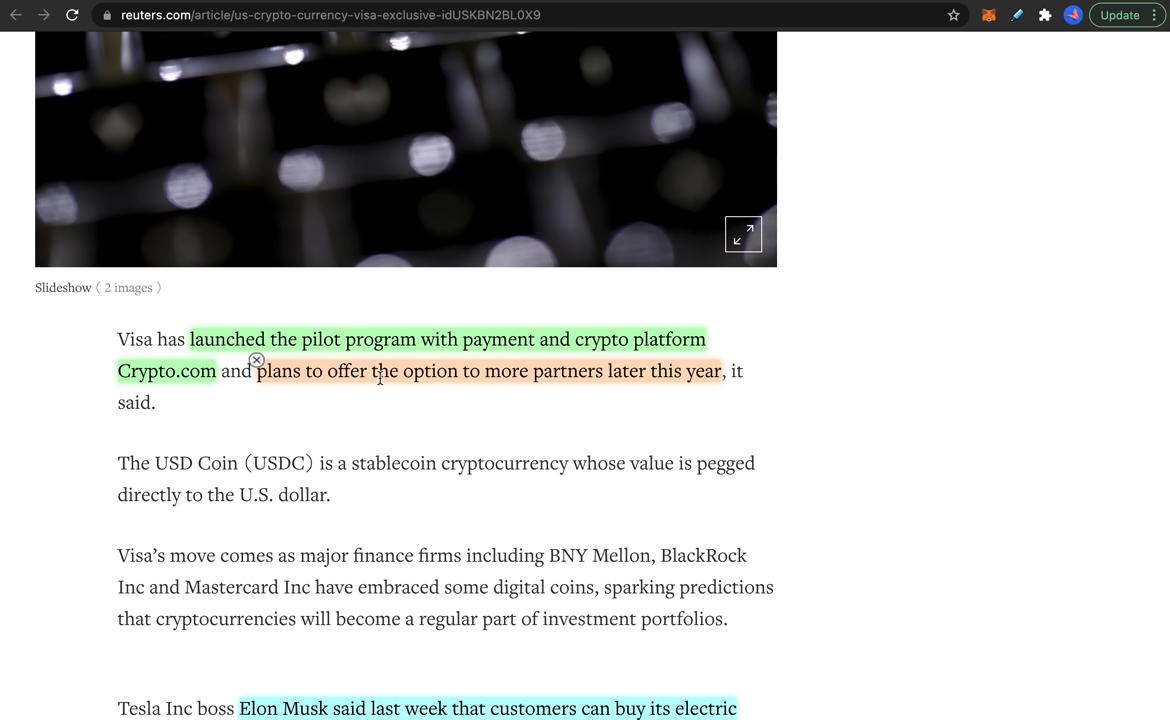 reuters.com/article/us-crypto-currency-visa-exclusive-idUSKBN2BL0X9
Update
Slideshow ( 2 images )
Visa has launched the pilot program with payment and crypto platform
Crypto.com and plans to offer the option to more partners later this year, it
said.
The USD Coin (USDC) is a stablecoin cryptocurrency whose value is pegged
directly to the U.S. dollar.
Visa’s move comes as major finance firms including BNY Mellon, BlackRock
Inc and Mastercard Inc have embraced some digital coins, sparking predictions
that cryptocurrencies will become a regular part of investment portfolios.
Tesla Inc boss Elon Musk said last week that customers can buy its electric